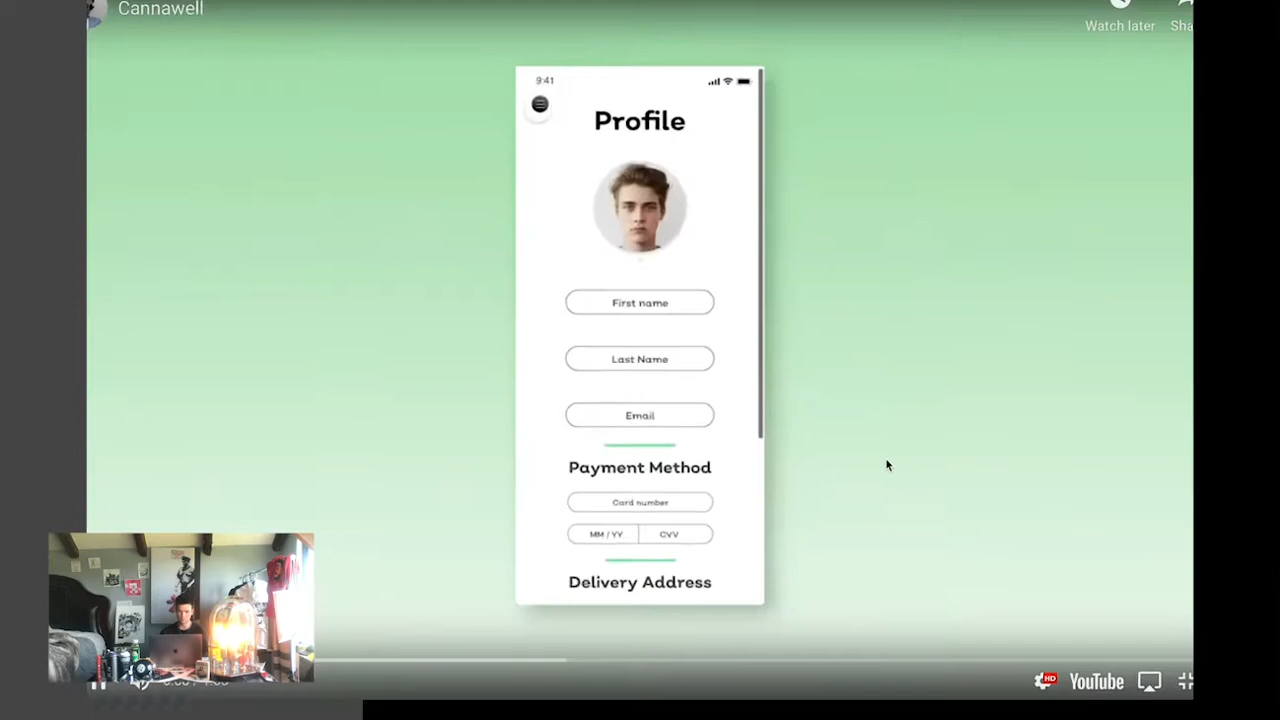 Cannawell
Watch later
9:41
Profile
First name
Last Name
Email
Payment Method
Card number
MM / YY
CVV
Delivery Address
HD
YouTube